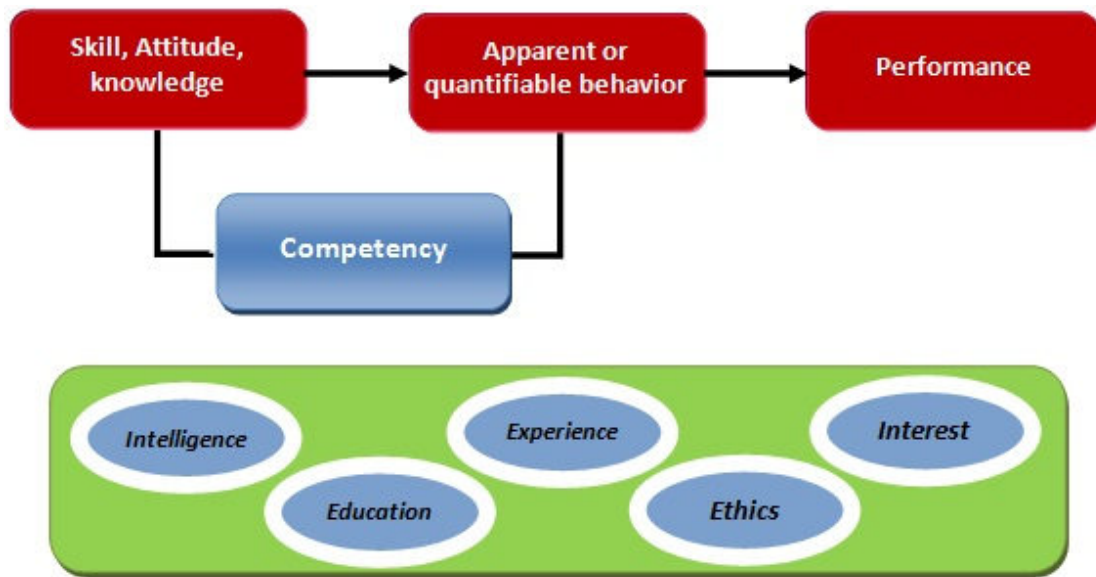 Skill, Attitude,
knowledge
Apparent or
quantifiable behavior
Performance
Competency
Intelligence
Experience
Interest
Education
Ethics